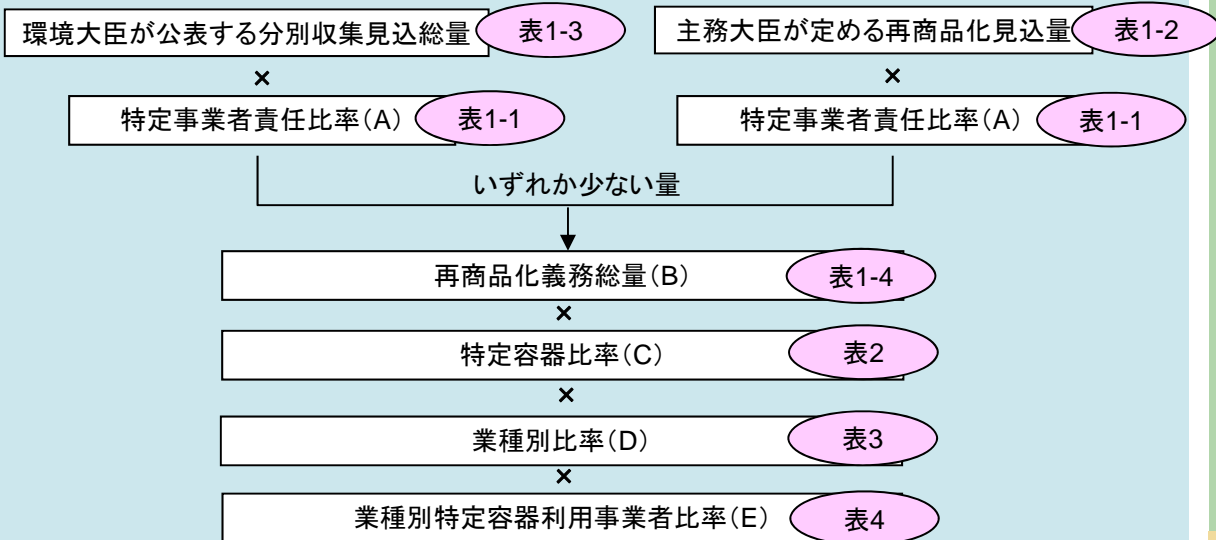 環境大臣が公表する分別収集見込総量 表1-3
主務大臣が定める再商品化見込量 表1-2
×
×
特定事業者責任比率(A) 表1-1
特定事業者責任比率(A) 表1-1
いずれか少ない量
再商品化義務総量(B) 表1-4
×
特定容器比率(C) 表2
×
業種別比率(D) 表3
×
業種別特定容器利用事業者比率(E) 表4